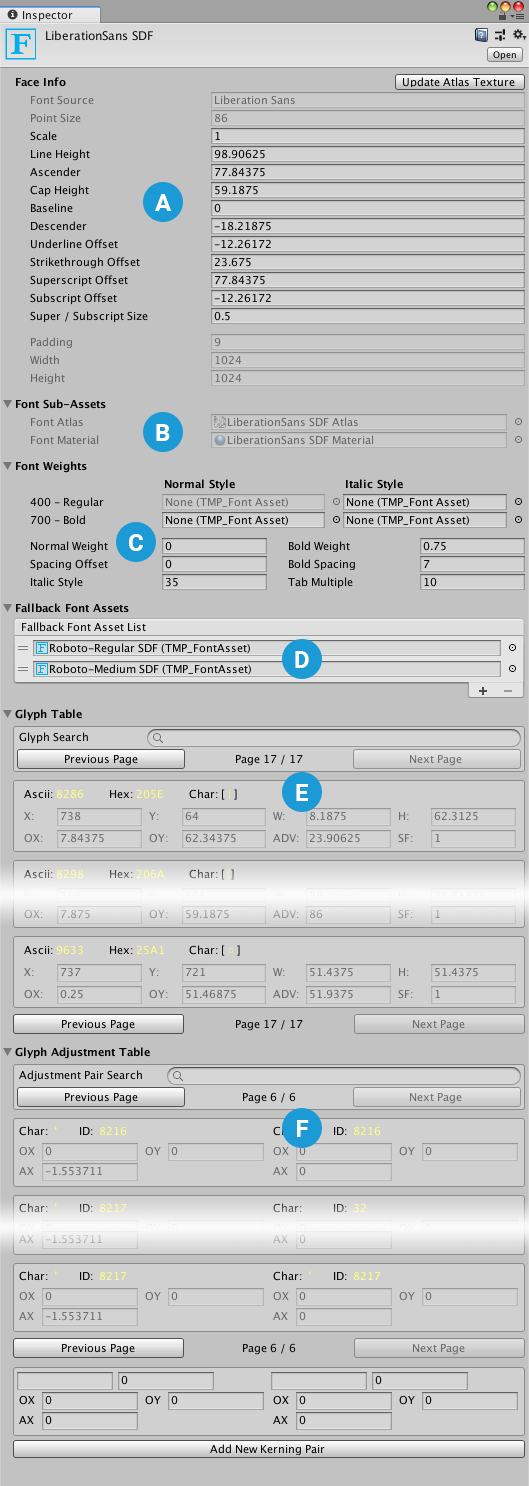 Inspector
F
LiberationSans SDF
Open
Face Info
Update Atlas Texture
Font Source Liberation Sans
Point Size 86
Scale 1
Line Height 98.90625
Ascender 77.84375
Cap Height 59.1875
A
Baseline 0
Descender -18.21875
Underline Offset -12.26172
Strikethrough Offset 23.675
Superscript Offset 77.84375
Subscript Offset -12.26172
Super / Subscript Size 0.5
Padding 9
Width 1024
Height 1024
Font Sub-Assets
Font Atlas LiberationSans SDF Atlas
B
Font Material LiberationSans SDF Material
Font Weights
Normal Style Italic Style
400 - Regular None (TMP_Font Asset) None (TMP_Font Asset)
700 - Bold None (TMP_Font Asset) None (TMP_Font Asset)
C
Normal Weight 0 Bold Weight 0.75
Spacing Offset 0 Bold Spacing 7
Italic Style 35 Tab Multiple 10
Fallback Font Assets
Fallback Font Asset List
F Roboto-Regular SDF (TMP_FontAsset)
D
F Roboto-Medium SDF (TMP_FontAsset)
+ −
Glyph Table
Glyph Search
Previous Page Page 17 / 17 Next Page
E
Ascii: 8286 Hex: 205E Char: [ ]
X: 738 Y: 64 W: 8.1875 H: 62.3125
OX: 7.84375 OY: 62.34375 ADV: 23.90625 SF: 1
Ascii: 8298 Hex: 206A Char: [ ]
OX: 7.875 OY: 59.1875 ADV: 86 SF: 1
Ascii: 9633 Hex: 25A1 Char: [ □ ]
X: 737 Y: 721 W: 51.4375 H: 51.4375
OX: 0.25 OY: 51.46875 ADV: 51.9375 SF: 1
Previous Page Page 17 / 17 Next Page
Glyph Adjustment Table
Adjustment Pair Search
Previous Page Page 6 / 6 Next Page
F
Char: ‘ ID: 8216 ID: 8216
OX 0 OY 0 OX 0 OY 0
AX -1.553711 AX 0
Char: ’ ID: 8217 Char: ID: 32
AX -1.553711 AX 0
Char: ’ ID: 8217 Char: ’ ID: 8217
OX 0 OY 0 OX 0 OY 0
AX -1.553711 AX 0
Previous Page Page 6 / 6 Next Page
0 0
OX 0 OY 0 OX 0 OY 0
AX 0 AX 0
Add New Kerning Pair